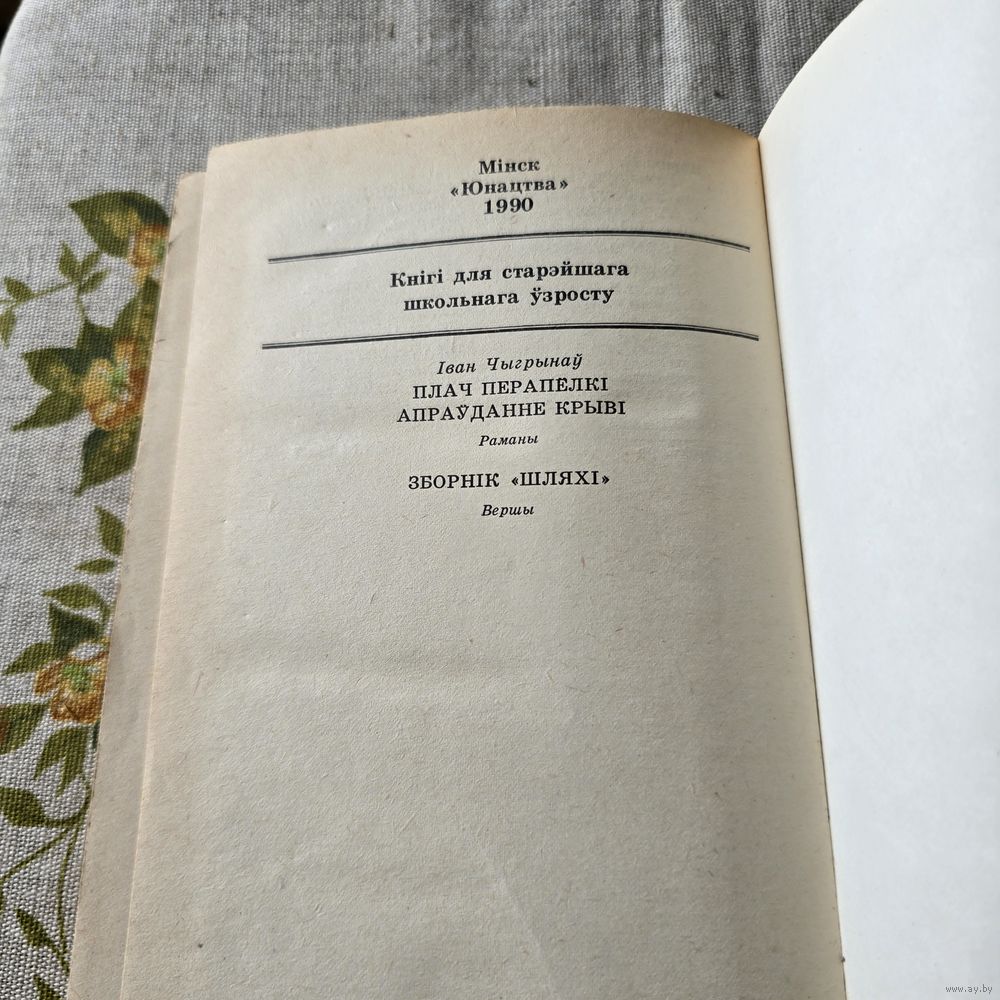 Мінск
«Юнацтва»
1990
Кнігі для старэйшага
школьнага ўзросту
Іван Чыгрынаў
ПЛАЧ ПЕРАПЁЛКІ
АПРАЎДАННЕ КРЫВІ
Раманы
ЗБОРНІК «ШЛЯХІ»
Вершы
www.ay.by